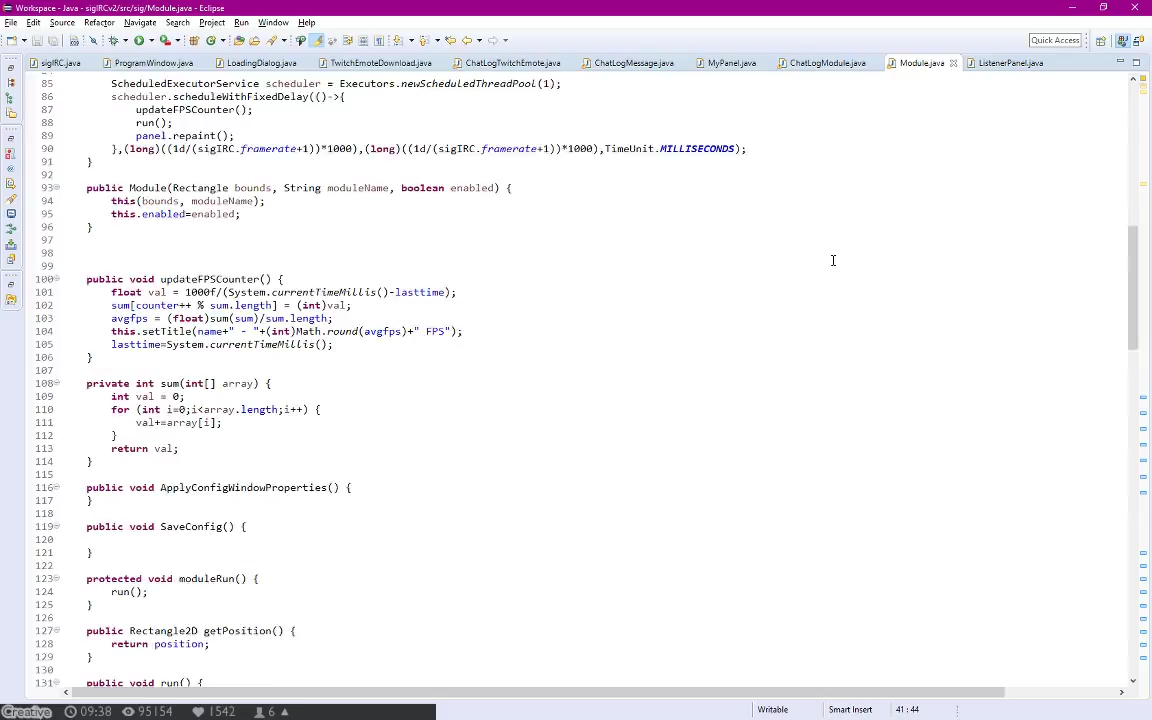 Workspace - Java - sigIRCv2/src/sig/Module.java - Eclipse
File Edit Source Refactor Navigate Search Project Run Window Help
Quick Access
sigIRC.java ProgramWindow.java LoadingDialog.java TwitchEmoteDownload.java ChatLogTwitchEmote.java ChatLogMessage.java MyPanel.java ChatLogModule.java Module.java ListenerPanel.java
85 ScheduledExecutorService scheduler = Executors.newScheduledThreadPool(1);
86 scheduler.scheduleWithFixedDelay(()->{
87 updateFPSCounter();
88 run();
89 panel.repaint();
90 },(long)((1d/(sigIRC.framerate+1))*1000),(long)((1d/(sigIRC.framerate+1))*1000),TimeUnit.MILLISECONDS);
91 }
92
93 public Module(Rectangle bounds, String moduleName, boolean enabled) {
94 this(bounds, moduleName);
95 this.enabled=enabled;
96 }
97
98
99
100 public void updateFPSCounter() {
101 float val = 1000f/(System.currentTimeMillis()-lasttime);
102 sum[counter++ % sum.length] = (int)val;
103 avgfps = (float)sum(sum)/sum.length;
104 this.setTitle(name+" - "+(int)Math.round(avgfps)+" FPS");
105 lasttime=System.currentTimeMillis();
106 }
107
108 private int sum(int[] array) {
109 int val = 0;
110 for (int i=0;i<array.length;i++) {
111 val+=array[i];
112 }
113 return val;
114 }
115
116 public void ApplyConfigWindowProperties() {
117 }
118
119 public void SaveConfig() {
120
121 }
122
123 protected void moduleRun() {
124 run();
125 }
126
127 public Rectangle2D getPosition() {
128 return position;
129 }
130
131 public void run() {
Creative 09:38 95154 1542 6
Writable Smart Insert 41 : 44